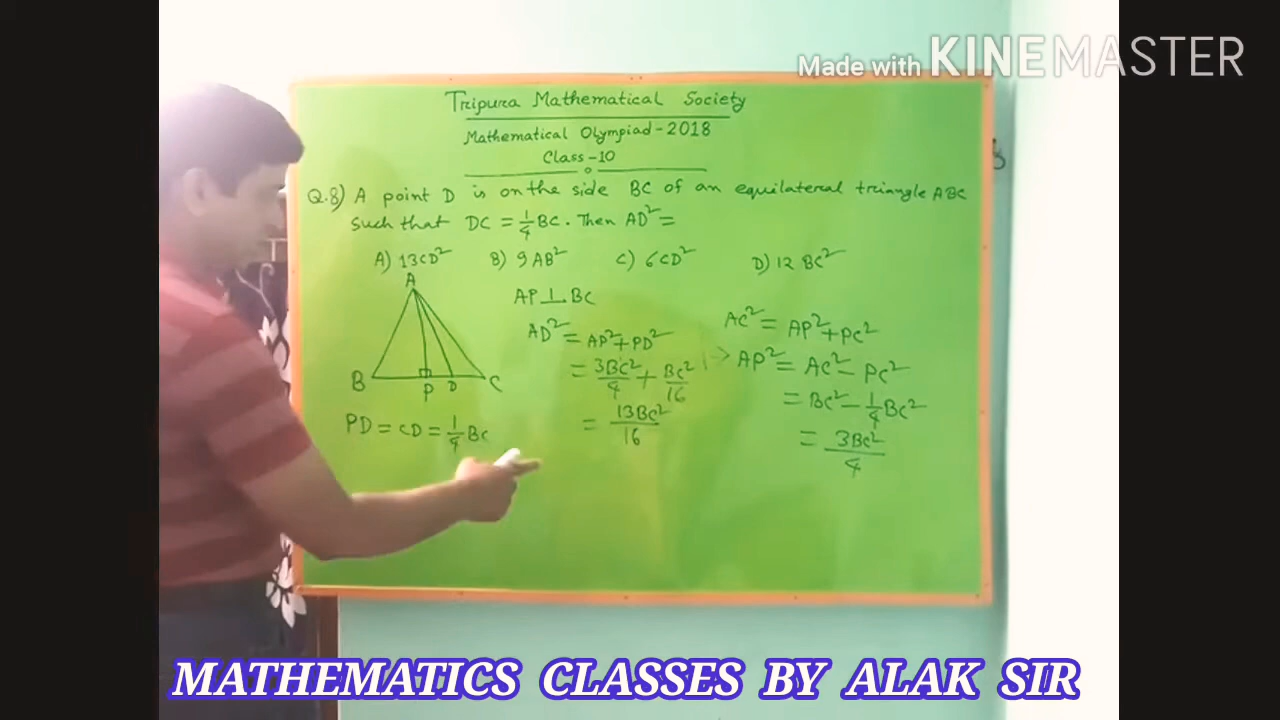 Made with KINEMASTER
Tripura Mathematical Society
Mathematical Olympiad - 2018
Class - 10
Q.8) A point D is on the side BC of an equilateral triangle ABC
such that DC = 1/4 BC. Then AD² =
A) 13CD² B) 9AB² C) 6CD² D) 12 BC²
A
B P D C
PD = CD = 1/4 BC
AP ⊥ BC
AD² = AP² + PD²
= 3BC²/4 + BC²/16
= 13BC²/16
AC² = AP² + PC²
=> AP² = AC² - PC²
= BC² - 1/4 BC²
= 3BC²/4
MATHEMATICS CLASSES BY ALAK SIR